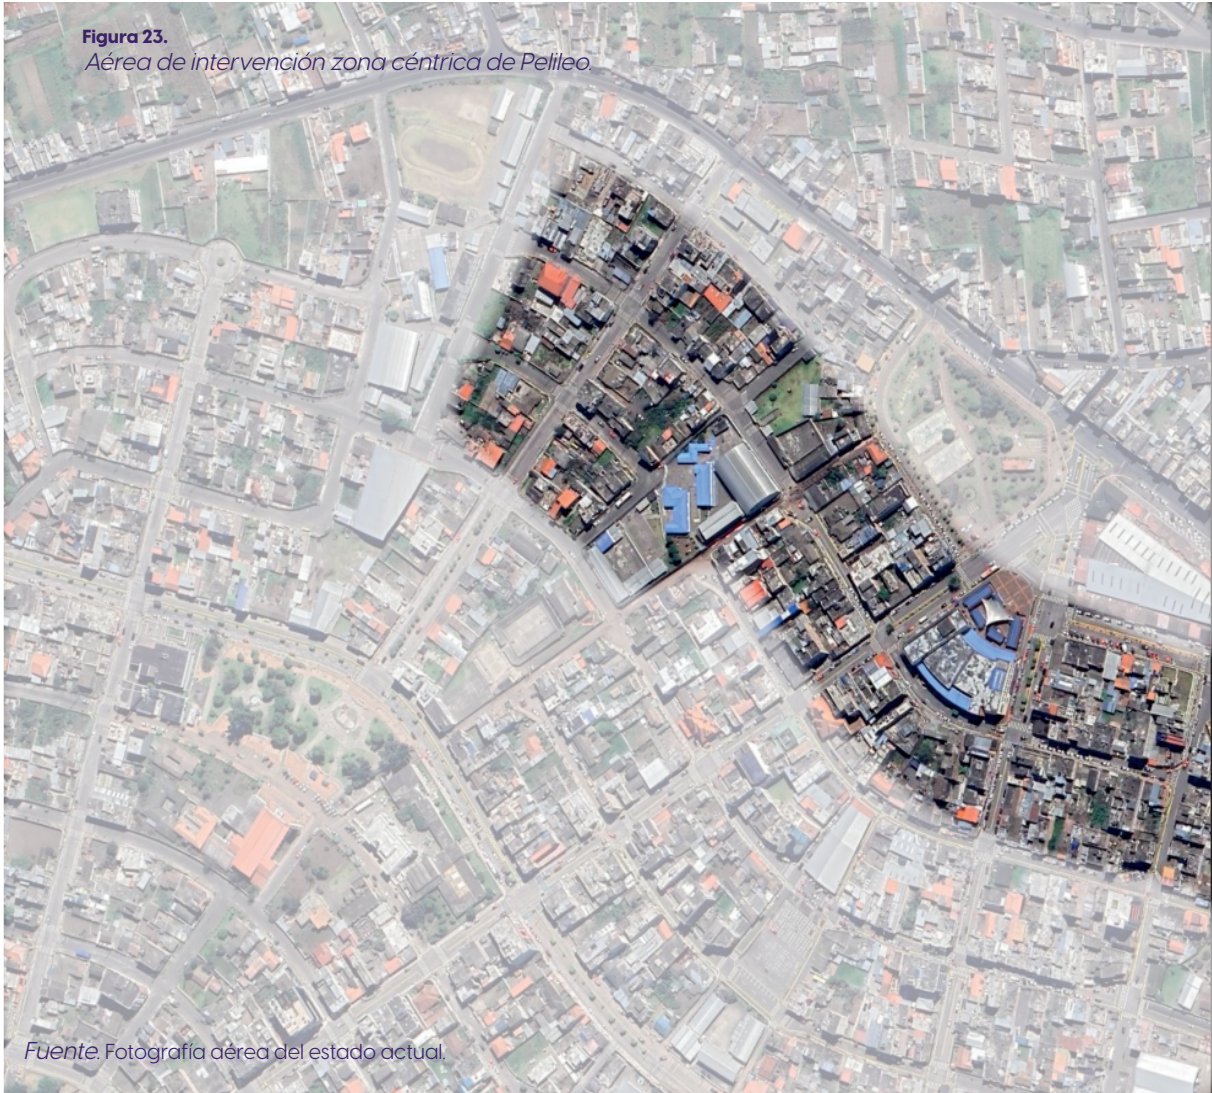 Figura 23.
Aérea de intervención zona céntrica de Pelileo.
Fuente. Fotografía aérea del estado actual.